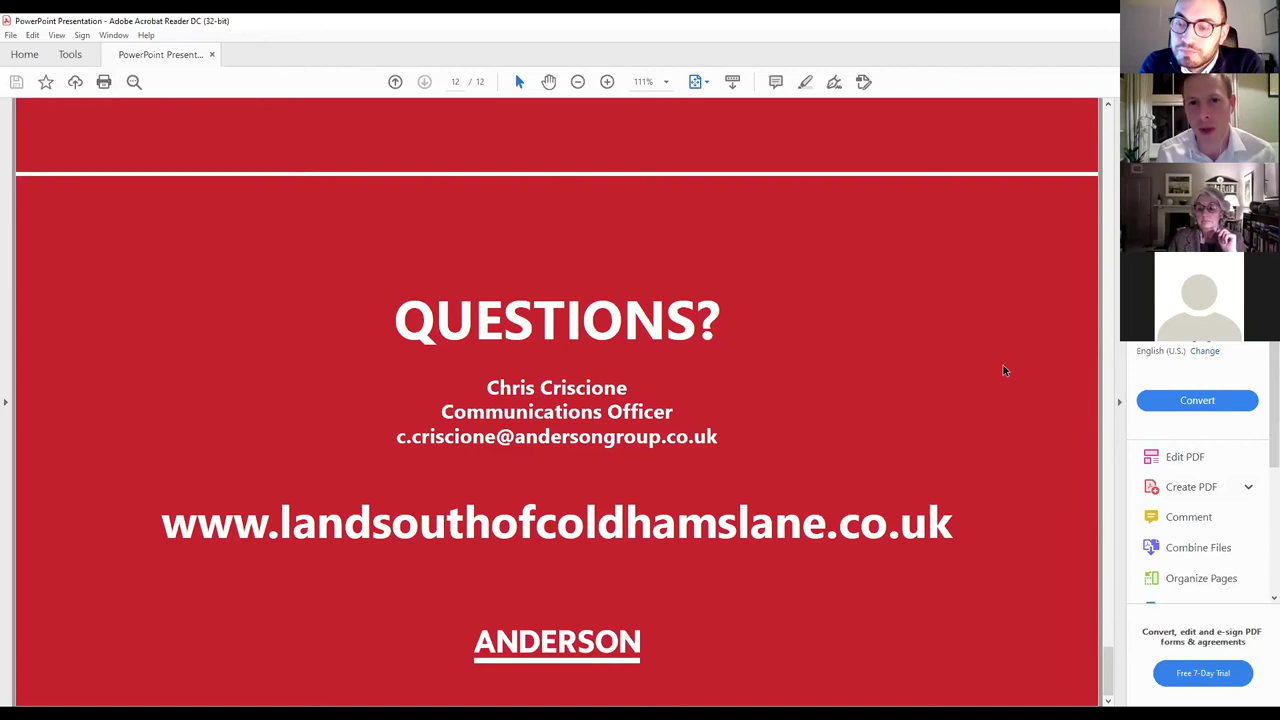 PowerPoint Presentation - Adobe Acrobat Reader DC (32-bit)
File Edit View Sign Window Help
Home Tools PowerPoint Present... ×
12 / 12 111%
QUESTIONS?
Chris Criscione
Communications Officer
c.criscione@andersongroup.co.uk
www.landsouthofcoldhamslane.co.uk
ANDERSON
English (U.S.) Change
Convert
Edit PDF
Create PDF
Comment
Combine Files
Organize Pages
Convert, edit and e-sign PDF
forms & agreements
Free 7-Day Trial